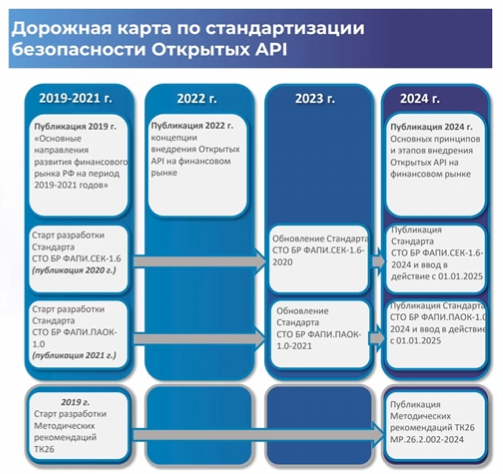 Дорожная карта по стандартизации
безопасности Открытых API
2019-2021 г.
2022 г.
2023 г.
2024 г.
Публикация 2019 г.
«Основные
направления
развития финансового
рынка РФ на период
2019-2021 годов»
Публикация 2022 г.
концепции
внедрения Открытых
API на финансовом
рынке
Публикация 2024 г.
Основных принципов
и этапов внедрения
Открытых API на
финансовом рынке
Старт разработки
Стандарта
СТО БР ФАПИ.СЕК-1.6
(публикация 2020 г.)
Обновление Стандарта
СТО БР ФАПИ.СЕК-1.6-
2020
Публикация
Стандарта
СТО БР ФАПИ.СЕК-1.6-
2024 и ввод в
действие с 01.01.2025
Старт разработки
Стандарта
СТО БР ФАПИ.ПАОК-
1.0
(публикация 2021 г.)
Обновление
Стандарта
СТО БР ФАПИ.ПАОК-
1.0-2021
Публикация Стандарта
СТО БР ФАПИ.ПАОК-1.0
2024 и ввод в действие
с 01.01.2025
2019 г.
Старт разработки
Методических
рекомендаций
ТК26
Публикация
Методических
рекомендаций ТК26
МР.26.2.002-2024